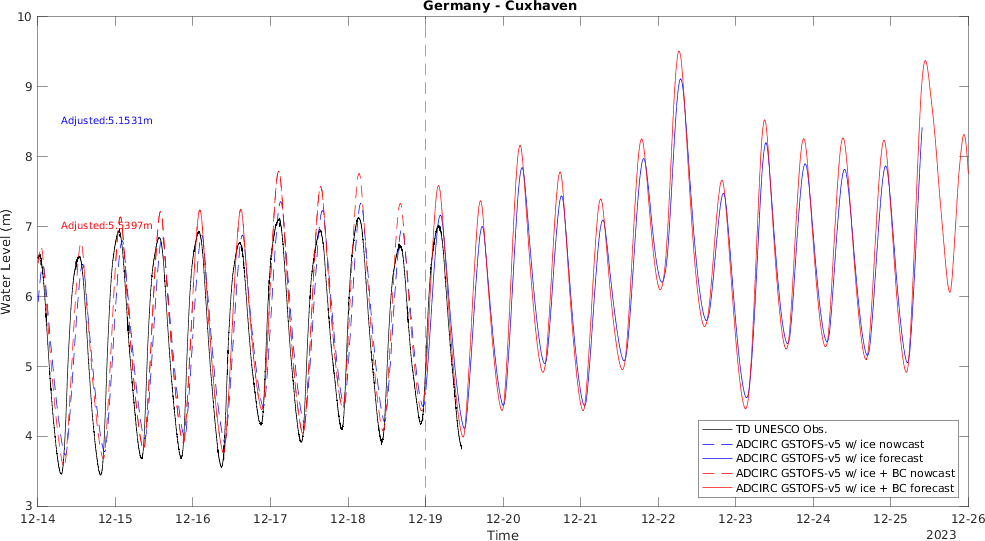 Germany - Cuxhaven
Water Level (m)
10
9
8
7
6
5
4
3
Adjusted:5.1531m
Adjusted:5.5397m
TD UNESCO Obs.
ADCIRC GSTOFS-v5 w/ ice nowcast
ADCIRC GSTOFS-v5 w/ ice forecast
ADCIRC GSTOFS-v5 w/ ice + BC nowcast
ADCIRC GSTOFS-v5 w/ ice + BC forecast
12-14 12-15 12-16 12-17 12-18 12-19 12-20 12-21 12-22 12-23 12-24 12-25 12-26
Time
2023